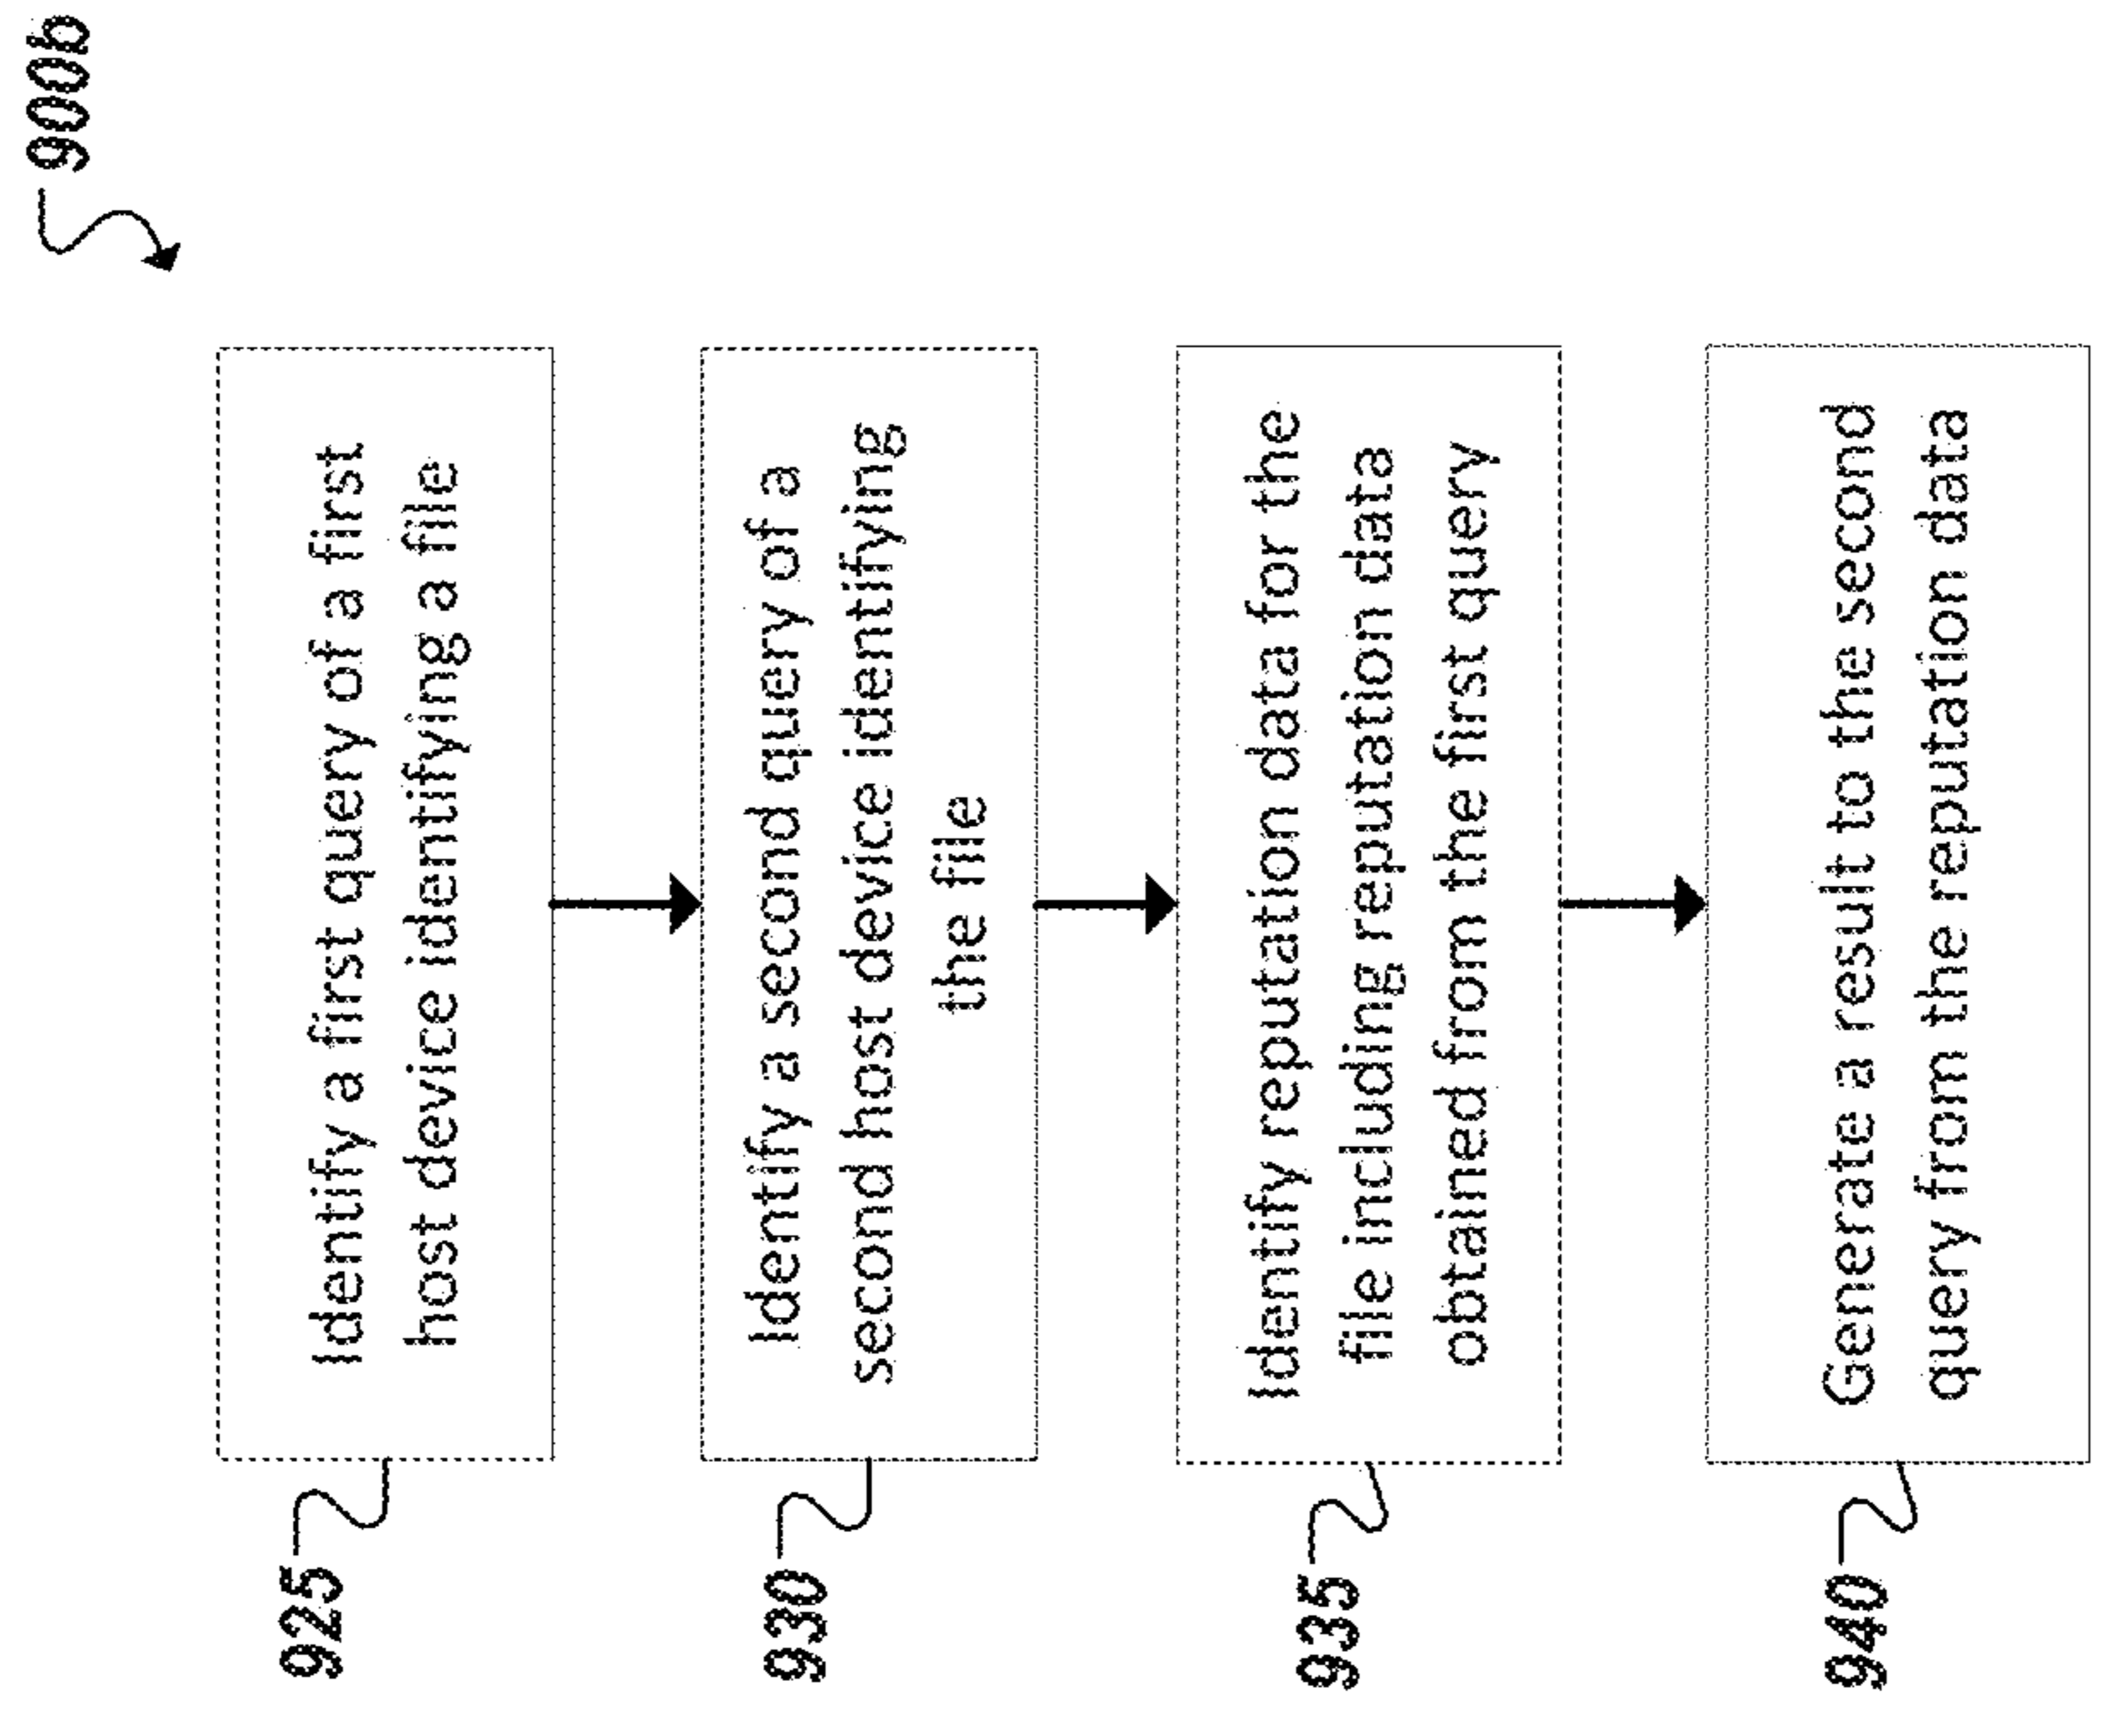 900b
925
Identify a first query of a first
host device identifying a file
930
Identify a second query of a
second host device identifying
the file
935
Identify reputation data for the
file including reputation data
obtained from the first query
940
Generate a result to the second
query from the reputation data